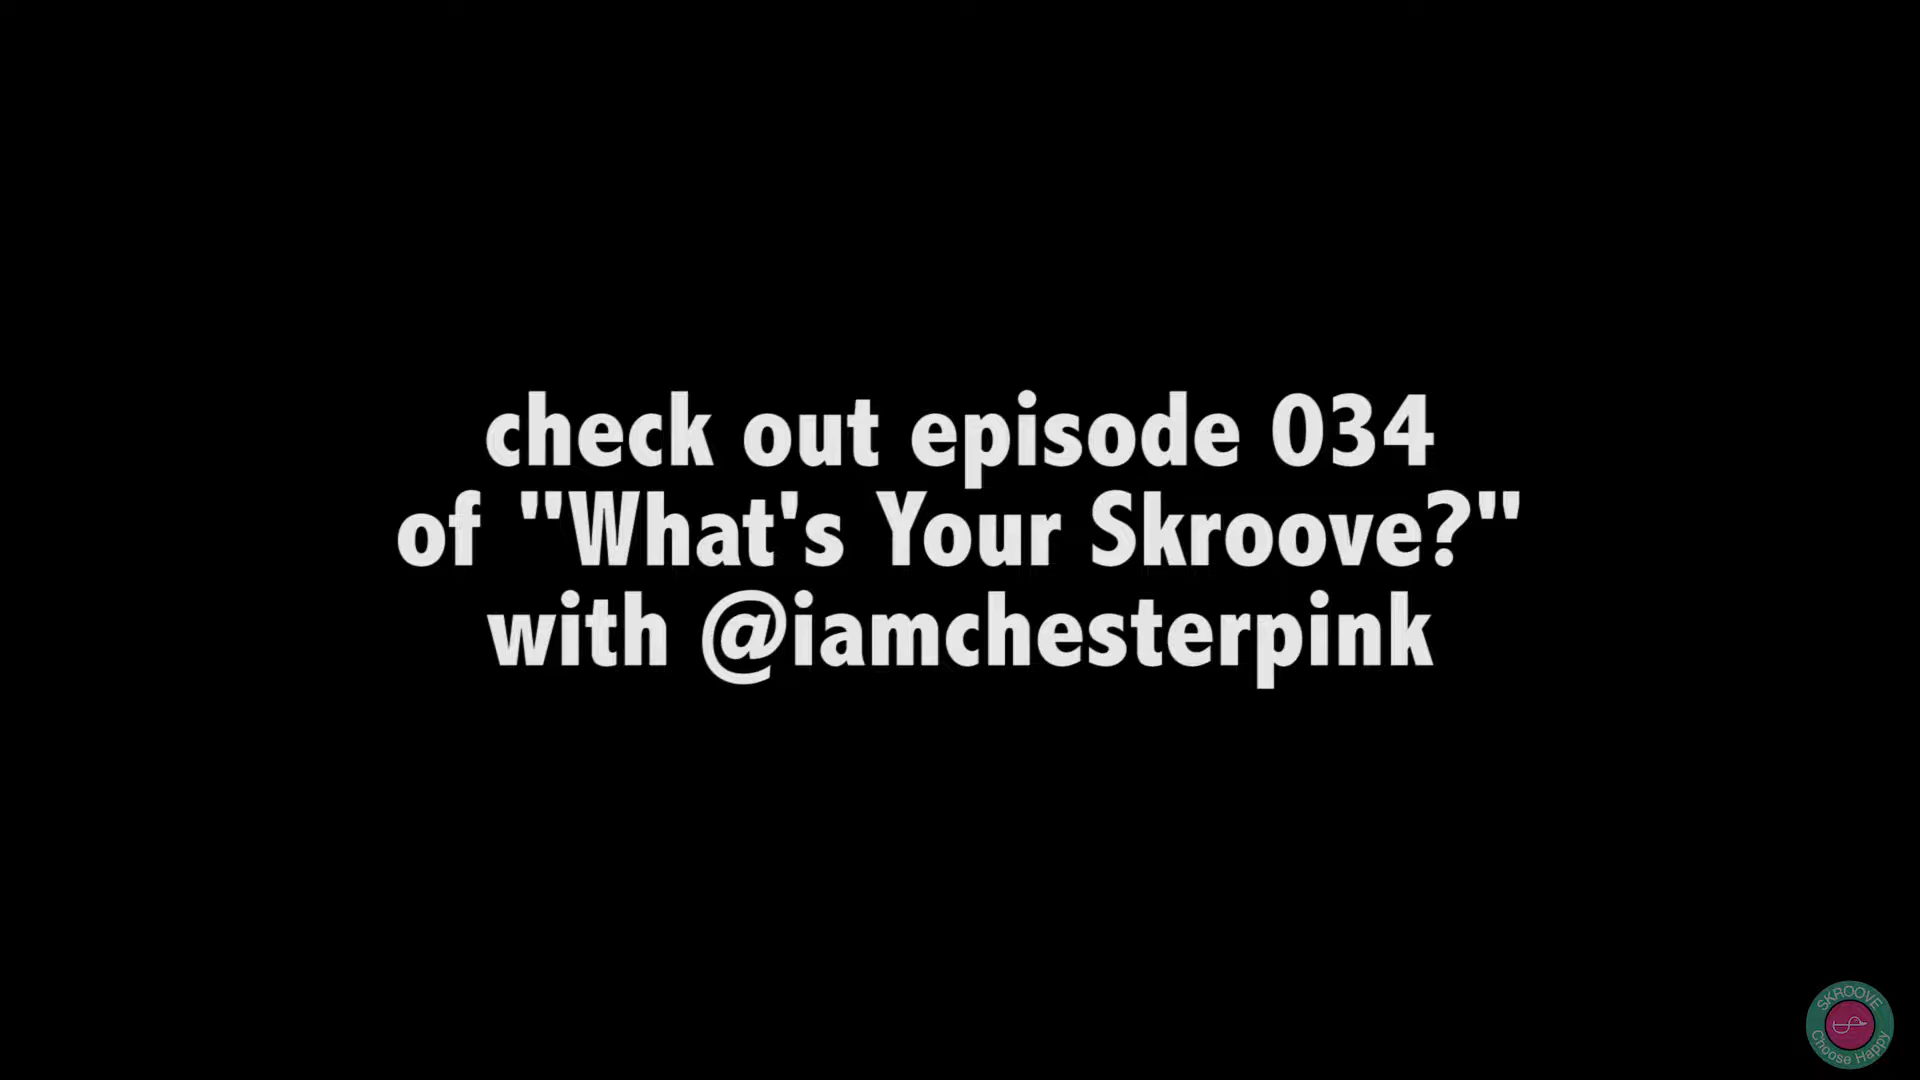 check out episode 034
of "What's Your Skroove?"
with @iamchesterpink
SKROOVE
Choose Happy